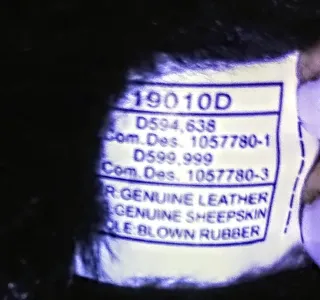 19010D
D594,638
Com.Des. 1057780-1
D599,999
Com.Des. 1057780-3
R:GENUINE LEATHER
:GENUINE SHEEPSKIN
OLE:BLOWN RUBBER